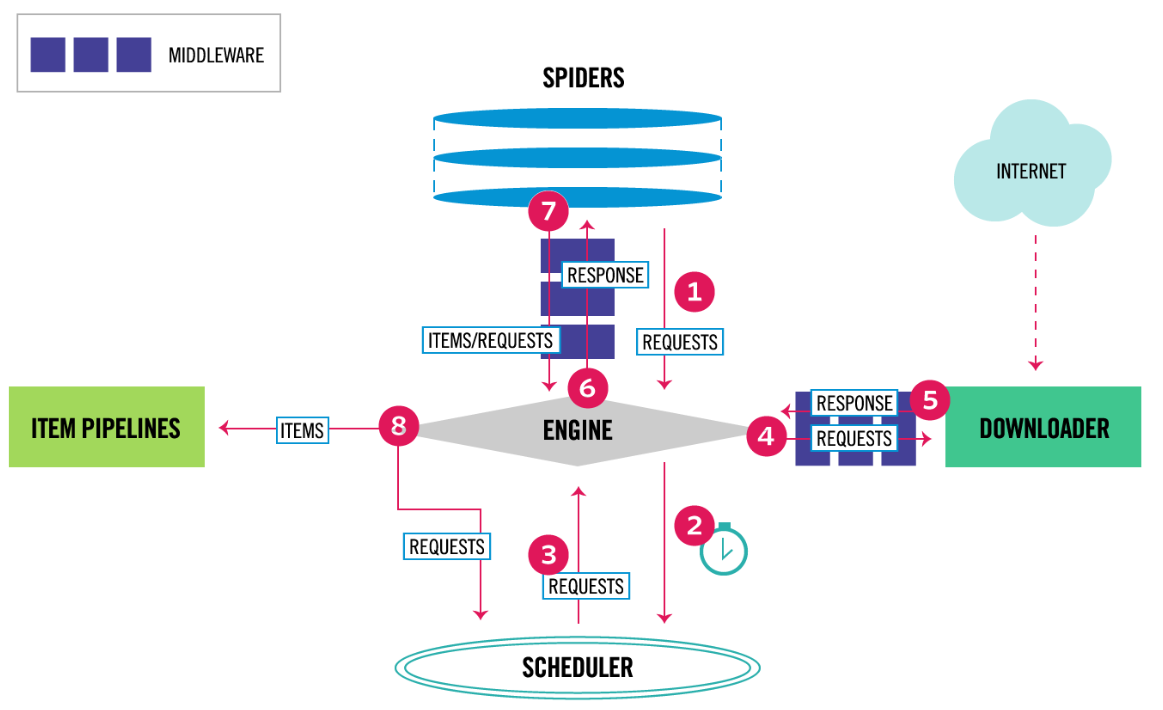 MIDDLEWARE
SPIDERS
INTERNET
7
RESPONSE
1
ITEMS/REQUESTS
REQUESTS
6
RESPONSE
5
ITEM PIPELINES
ITEMS
8
ENGINE
4
REQUESTS
DOWNLOADER
2
REQUESTS
3
REQUESTS
SCHEDULER